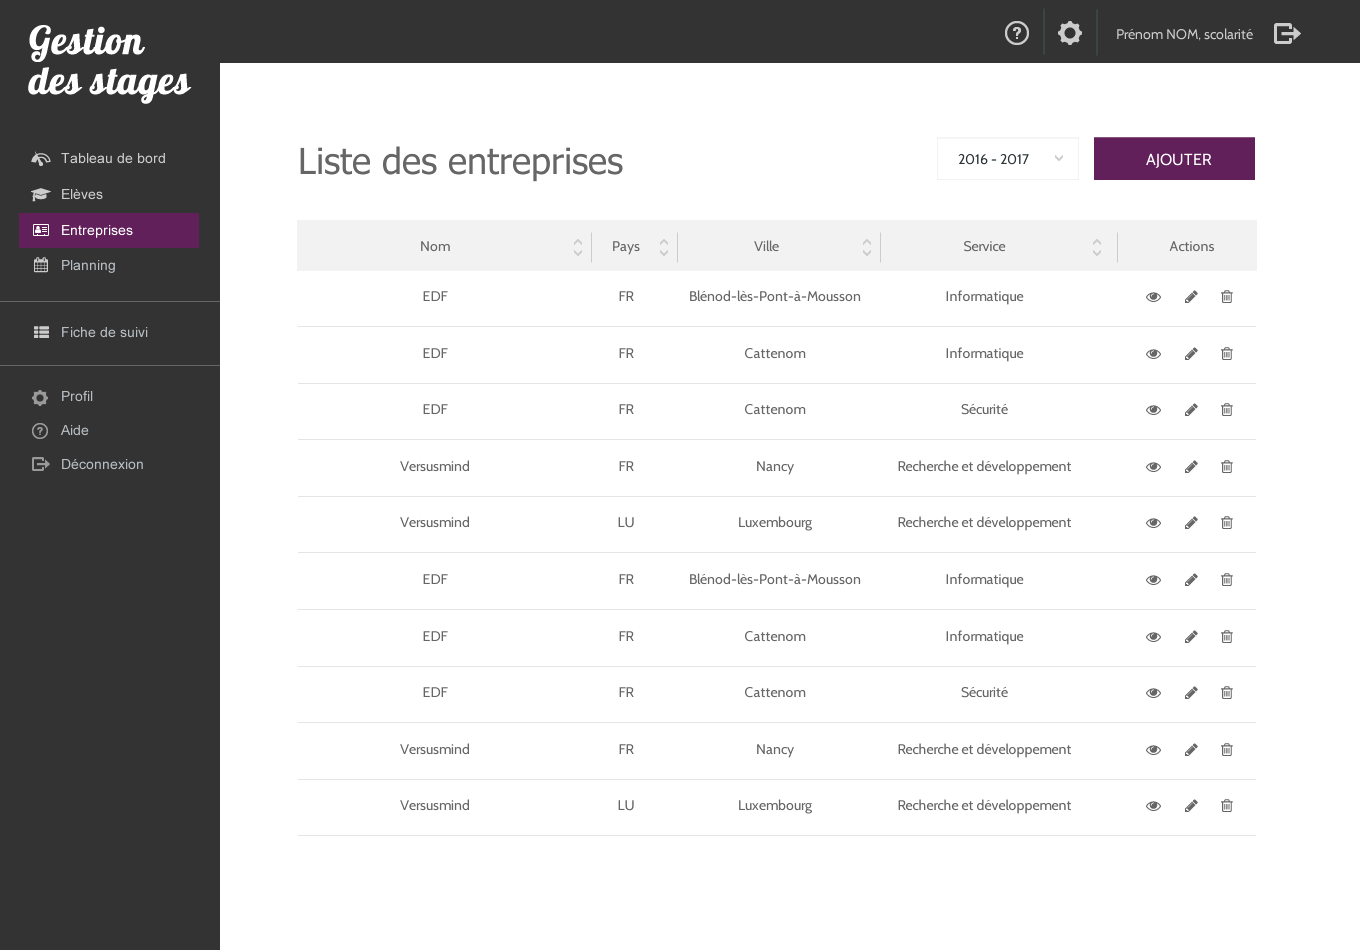 Gestion
des stages
Prénom NOM, scolarité
Tableau de bord
Elèves
Entreprises
Planning
Fiche de suivi
Profil
Aide
Déconnexion
Liste des entreprises
2016 - 2017
AJOUTER
Nom Pays Ville Service Actions
EDF FR Blénod-lès-Pont-à-Mousson Informatique
EDF FR Cattenom Informatique
EDF FR Cattenom Sécurité
Versusmind FR Nancy Recherche et développement
Versusmind LU Luxembourg Recherche et développement
EDF FR Blénod-lès-Pont-à-Mousson Informatique
EDF FR Cattenom Informatique
EDF FR Cattenom Sécurité
Versusmind FR Nancy Recherche et développement
Versusmind LU Luxembourg Recherche et développement